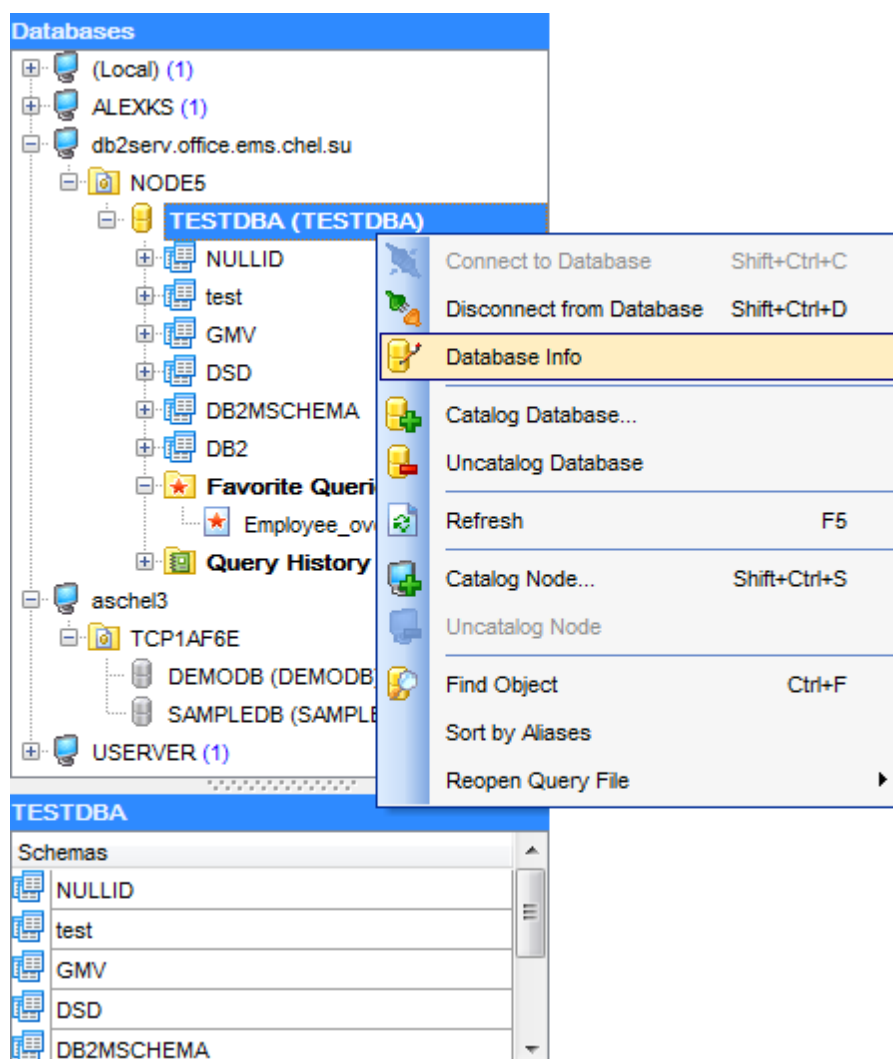 Databases
(Local) (1)
ALEXKS (1)
db2serv.office.ems.chel.su
NODE5
TESTDBA (TESTDBA)
NULLID
test
GMV
DSD
DB2MSCHEMA
DB2
Favorite Queri
Employee_ov
Query History
aschel3
TCP1AF6E
DEMODB (DEMODB)
SAMPLEDB (SAMPLE
USERVER (1)
Connect to Database Shift+Ctrl+C
Disconnect from Database Shift+Ctrl+D
Database Info
Catalog Database...
Uncatalog Database
Refresh F5
Catalog Node... Shift+Ctrl+S
Uncatalog Node
Find Object Ctrl+F
Sort by Aliases
Reopen Query File
TESTDBA
Schemas
NULLID
test
GMV
DSD
DB2MSCHEMA